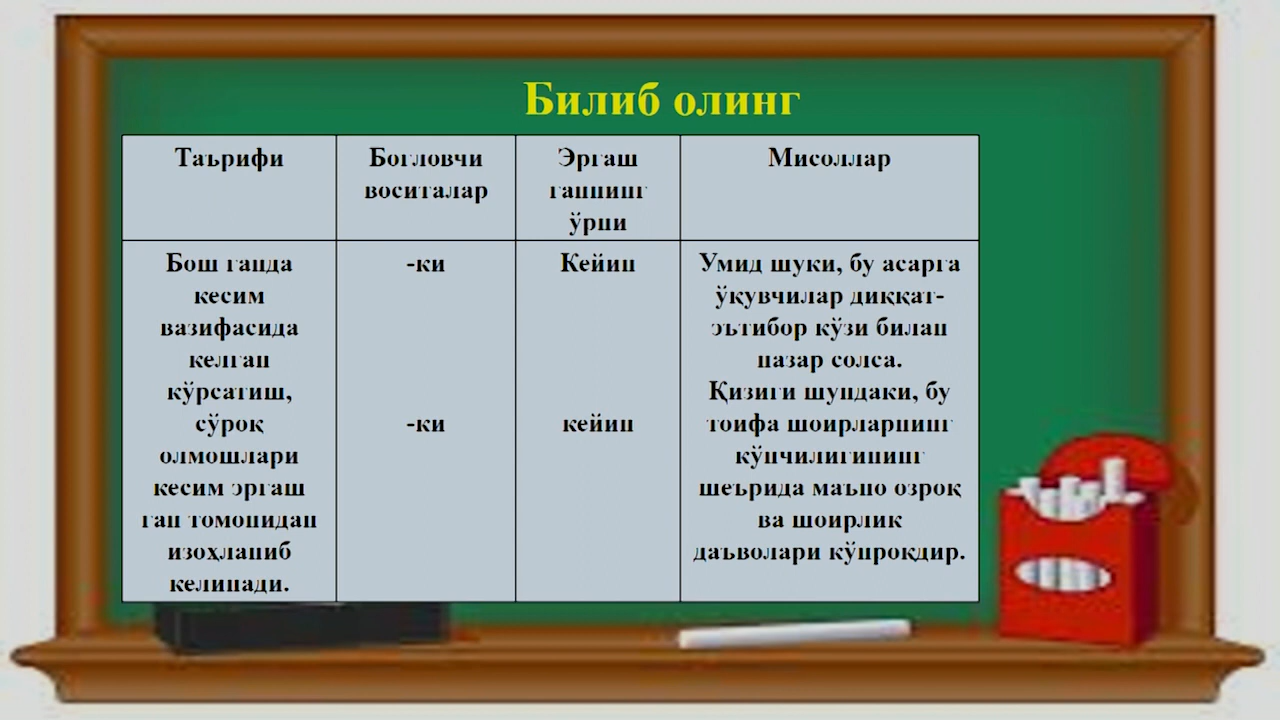 Билиб олинг
Таърифи
Боғловчи
воситалар
Эргаш
гапнинг
ўрни
Мисоллар
Бош гапда
кесим
вазифасида
келган
кўрсатиш,
сўроқ
олмошлари
кесим эргаш
гап томонидан
изоҳланиб
келинади.
-ки
-ки
Кейин
кейин
Умид шуки, бу асарга
ўқувчилар диққат-
эътибор кўзи билан
назар солса.
Қизиғи шундаки, бу
тоифа шоирларнинг
кўпчилигининг
шеърида маъно озроқ
ва шоирлик
даъволари кўпроқдир.